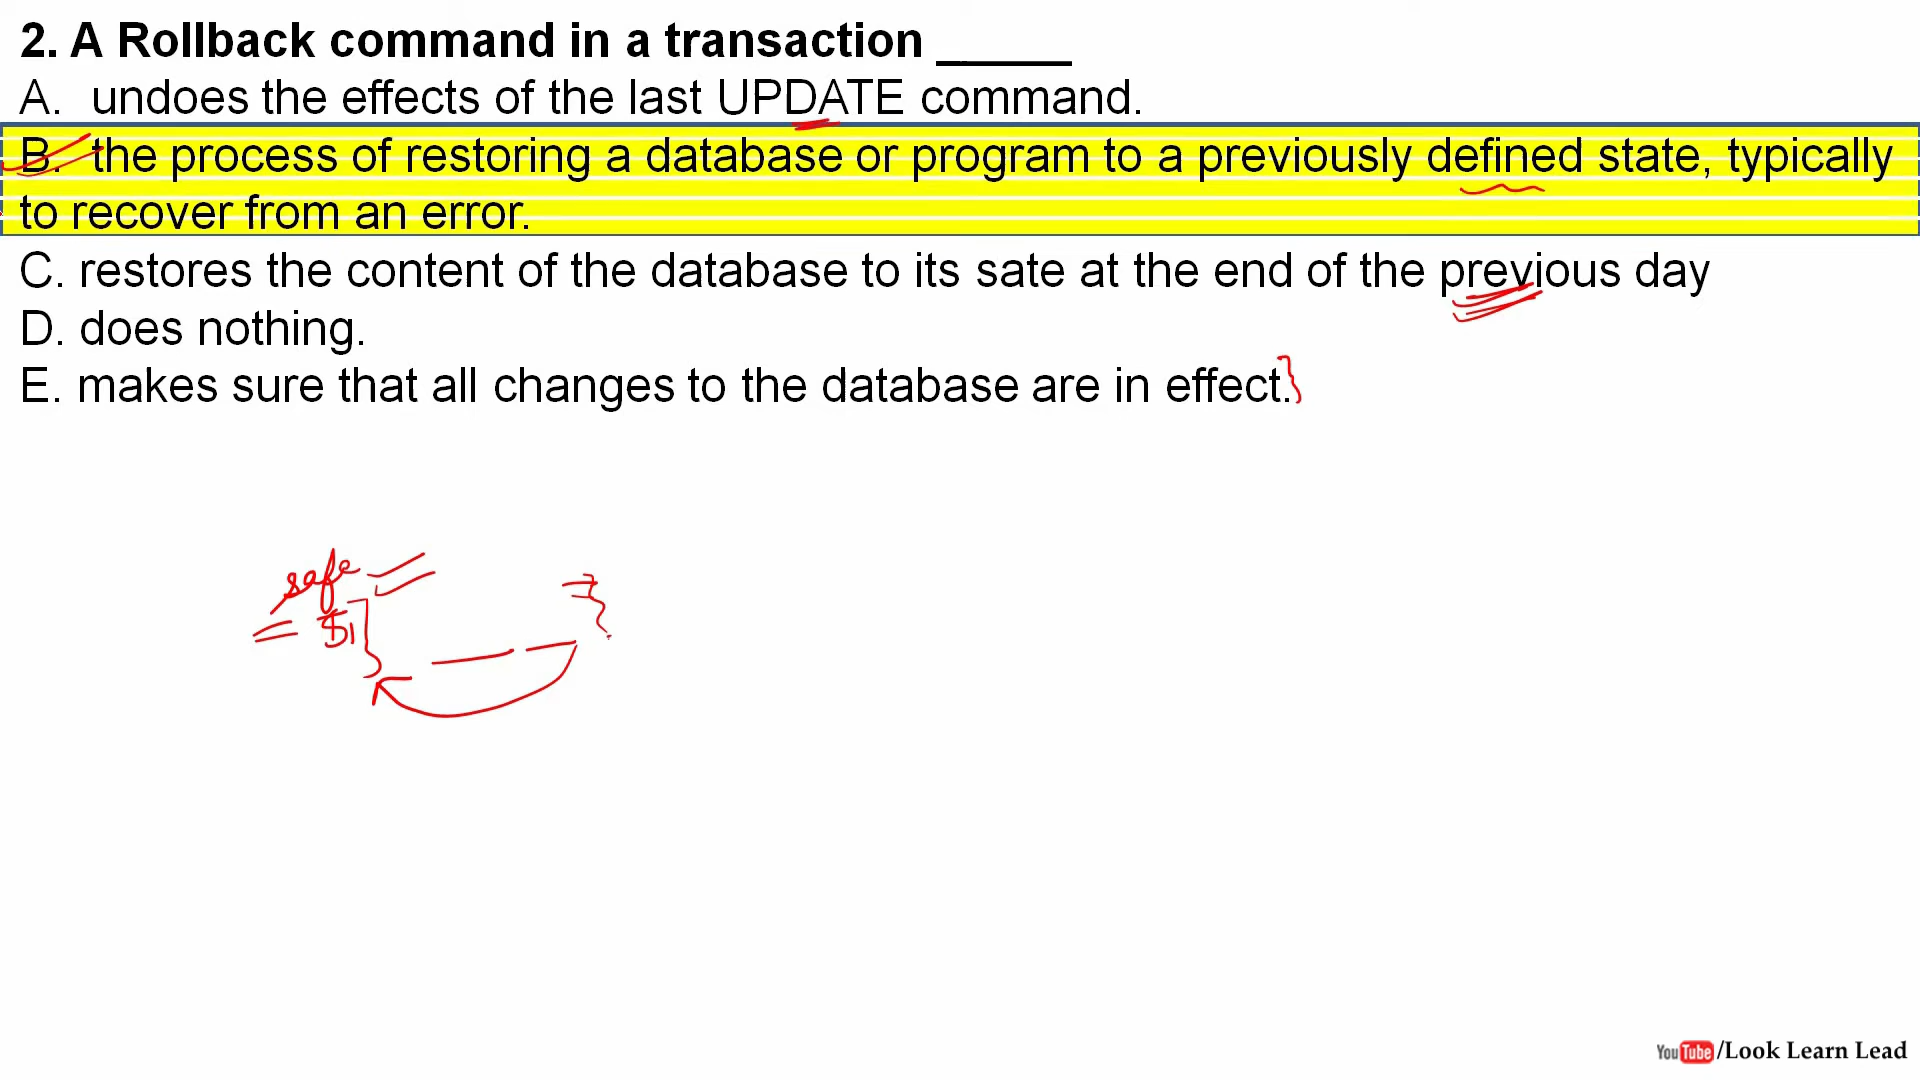 2. A Rollback command in a transaction _____
A. undoes the effects of the last UPDATE command.
B. the process of restoring a database or program to a previously defined state, typically
to recover from an error.
C. restores the content of the database to its sate at the end of the previous day
D. does nothing.
E. makes sure that all changes to the database are in effect.
safe
YouTube/Look Learn Lead